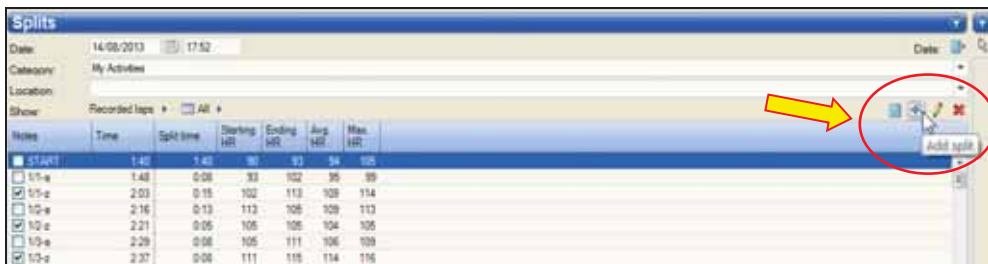 Splits
Date: 14/08/2013 17:52 Date:
Category: My Activities
Location:
Show: Recorded laps All
Notes Time Split time Starting HR Ending HR Avg. HR Max. HR
Add split
START 1:40 1:40 90 93 94 105
1/1-e 1:48 0:08 93 102 95 99
1/1-z 2:03 0:15 102 113 109 114
1/2-e 2:16 0:13 113 105 109 113
1/2-z 2:21 0:05 105 105 104 105
1/3-e 2:29 0:08 105 111 106 109
1/3-z 2:37 0:08 111 115 114 116